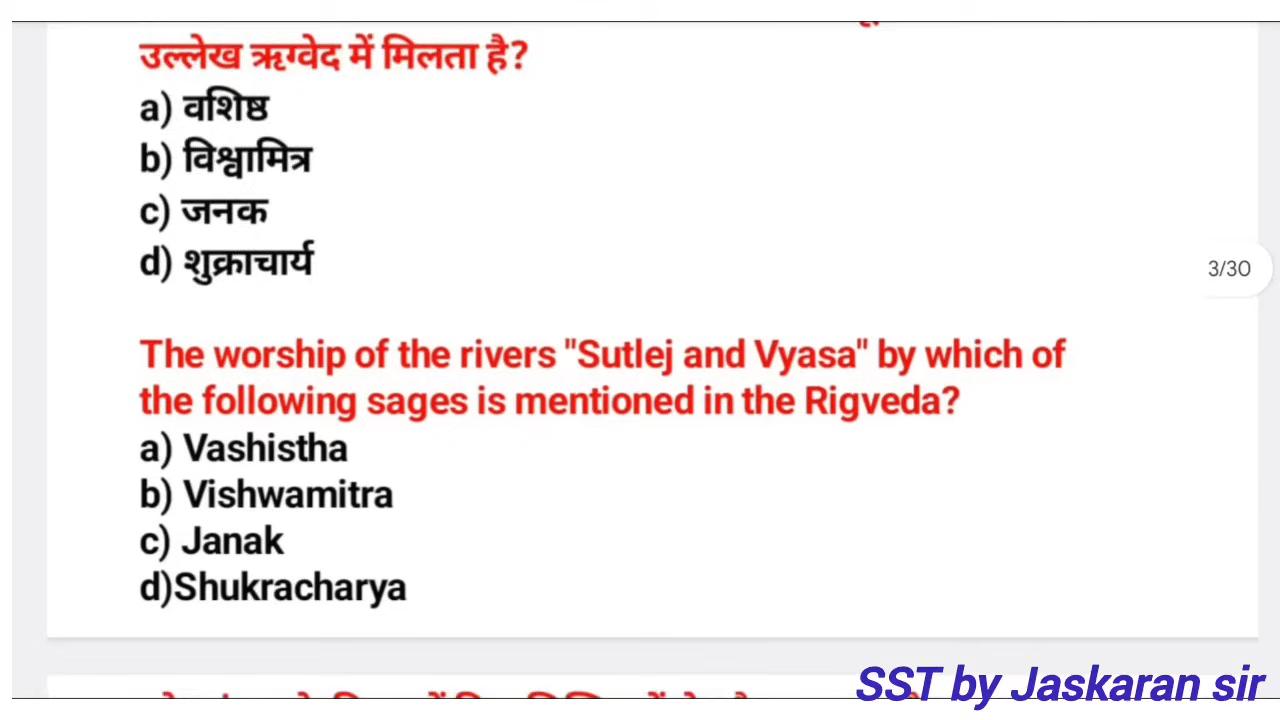 उल्लेख ऋग्वेद में मिलता है?
a) वशिष्ठ
b) विश्वामित्र
c) जनक
d) शुक्राचार्य
3/30
The worship of the rivers "Sutlej and Vyasa" by which of
the following sages is mentioned in the Rigveda?
a) Vashistha
b) Vishwamitra
c) Janak
d)Shukracharya
SST by Jaskaran sir